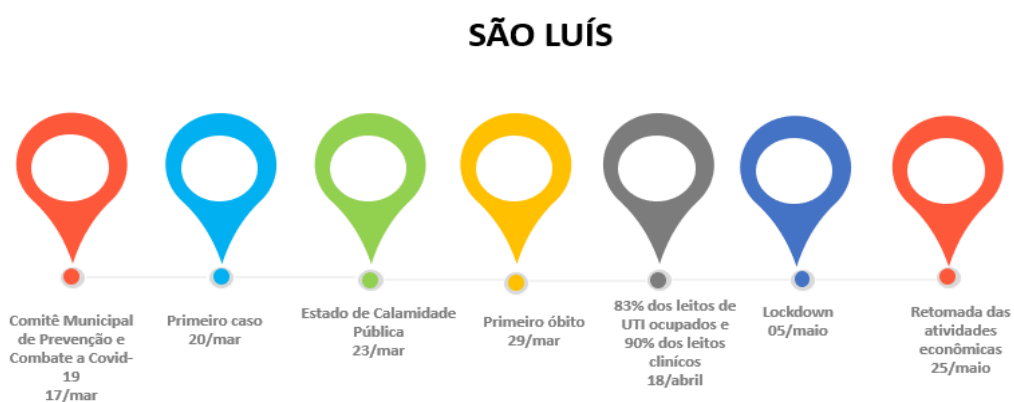 SÃO LUÍS
Comitê Municipal
de Prevenção e
Combate a Covid-
19
17/mar
Primeiro caso
20/mar
Estado de Calamidade
Pública
23/mar
Primeiro óbito
29/mar
83% dos leitos de
UTI ocupados e
90% dos leitos
clinícos
18/abril
Lockdown
05/maio
Retomada das
atividades
econômicas
25/maio